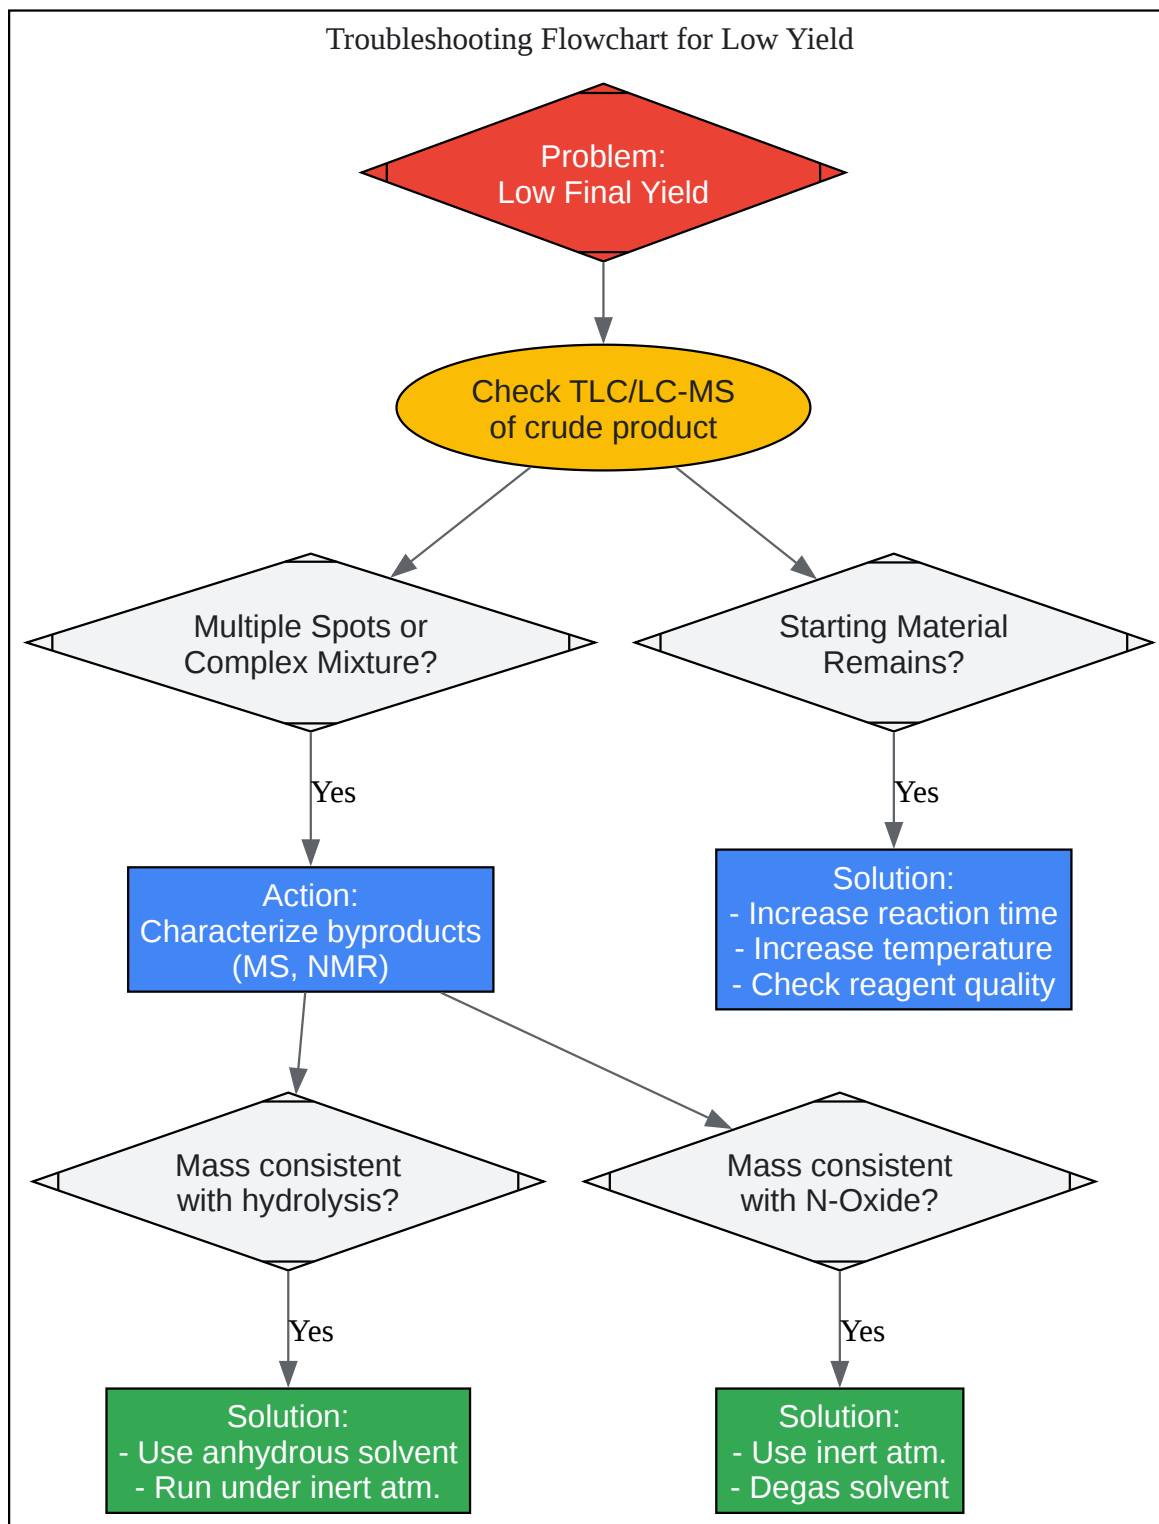 Troubleshooting Flowchart for Low Yield
Problem:
Low Final Yield
Check TLC/LC-MS
of crude product
Multiple Spots or
Complex Mixture?
Starting Material
Remains?
Yes
Yes
Action:
Characterize byproducts
(MS, NMR)
Solution:
- Increase reaction time
- Increase temperature
- Check reagent quality
Mass consistent
with hydrolysis?
Mass consistent
with N-Oxide?
Yes
Yes
Solution:
- Use anhydrous solvent
- Run under inert atm.
Solution:
- Use inert atm.
- Degas solvent